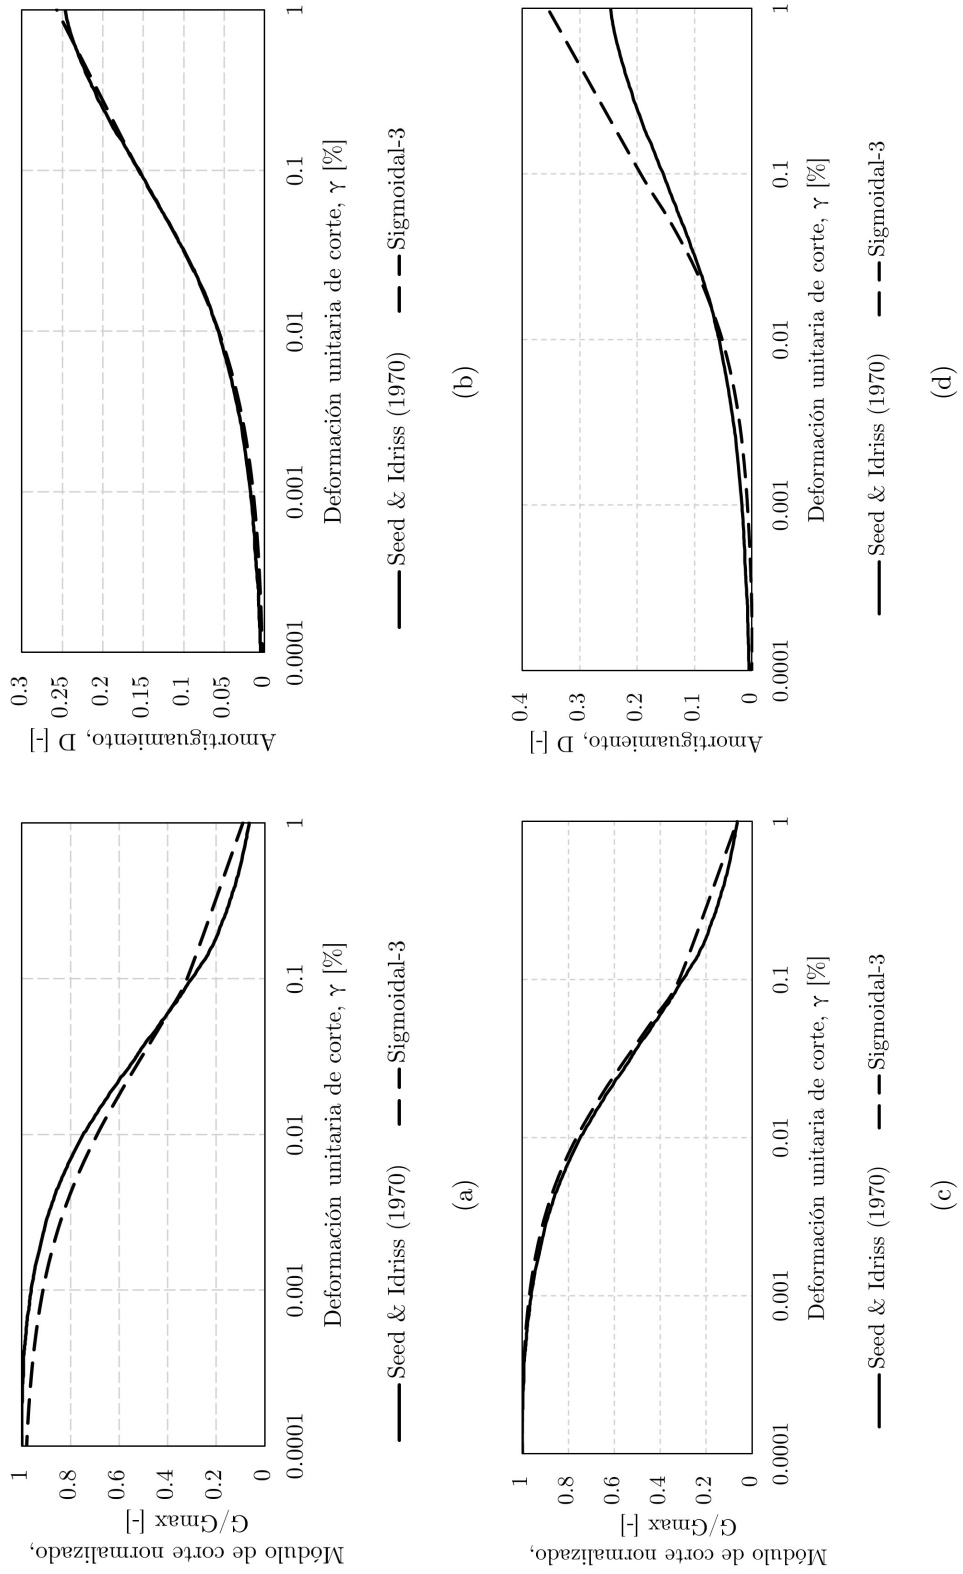 Módulo de corte normalizado,
G/Gmax [-]
1
0.8
0.6
0.4
0.2
0
0.0001
0.001
0.01
0.1
1
Deformación unitaria de corte, γ [%]
Seed & Idriss (1970)
Sigmoidal-3
(a)
Amortiguamiento, D [-]
0.3
0.25
0.2
0.15
0.1
0.05
0
0.0001
0.001
0.01
0.1
1
Deformación unitaria de corte, γ [%]
Seed & Idriss (1970)
Sigmoidal-3
(b)
Módulo de corte normalizado,
G/Gmax [-]
1
0.8
0.6
0.4
0.2
0
0.0001
0.001
0.01
0.1
1
Deformación unitaria de corte, γ [%]
Seed & Idriss (1970)
Sigmoidal-3
(c)
Amortiguamiento, D [-]
0.4
0.3
0.2
0.1
0
0.0001
0.001
0.01
0.1
1
Deformación unitaria de corte, γ [%]
Seed & Idriss (1970)
Sigmoidal-3
(d)